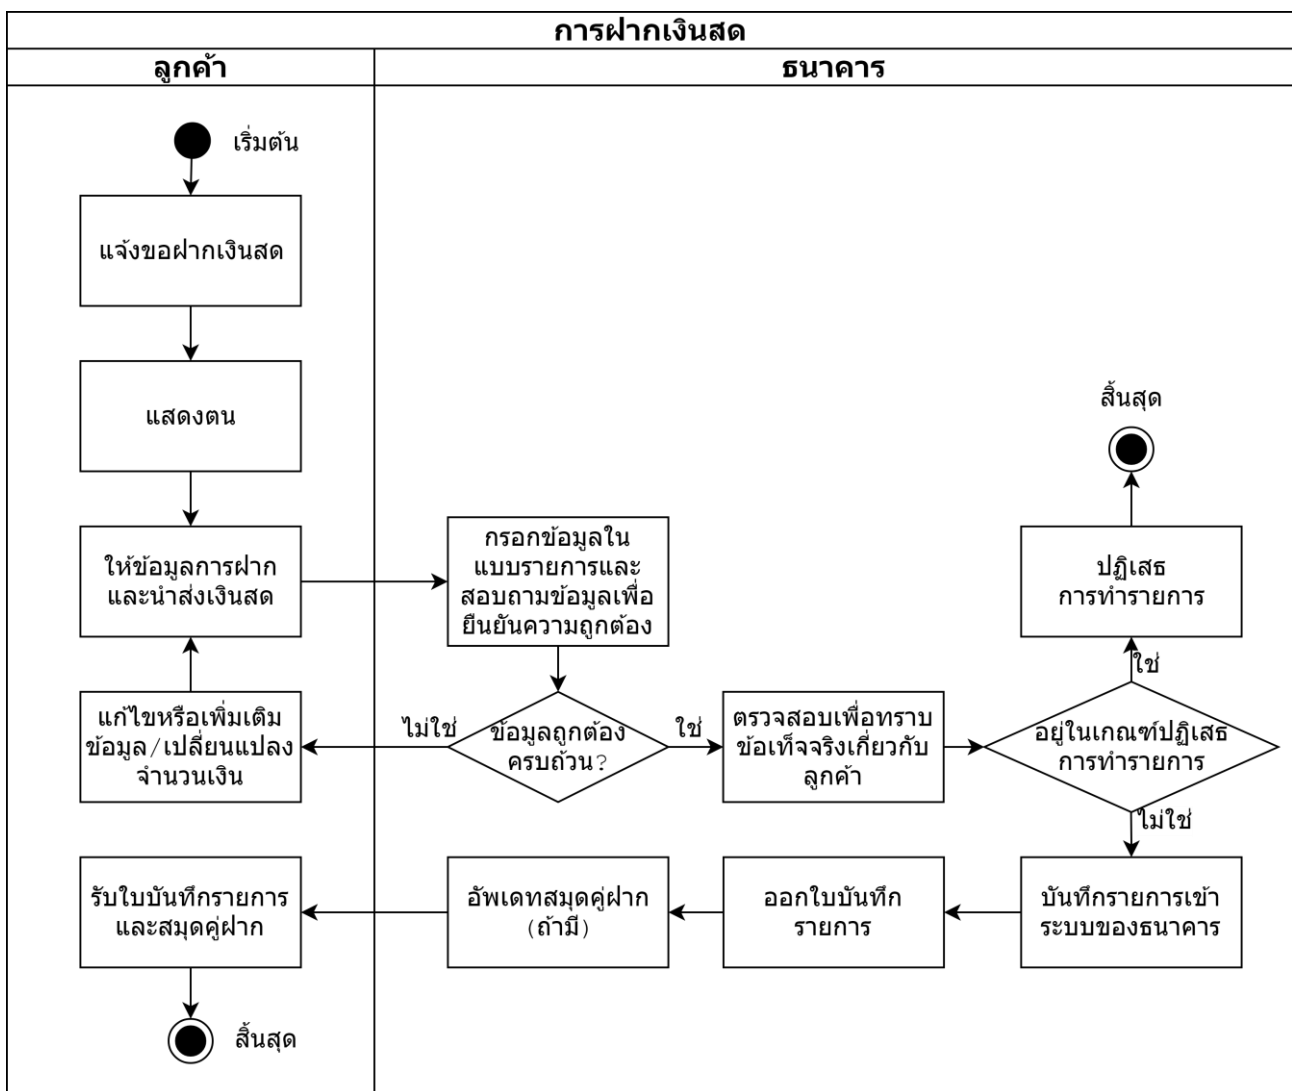 การฝากเงินสด
ลูกค้า
ธนาคาร
เริ่มต้น
แจ้งขอฝากเงินสด
แสดงตน
ให้ข้อมูลการฝาก
และนำส่งเงินสด
กรอกข้อมูลใน
แบบรายการและ
สอบถามข้อมูลเพื่อ
ยืนยันความถูกต้อง
สิ้นสุด
ปฏิเสธ
การทำรายการ
ใช่
แก้ไขหรือเพิ่มเติม
ข้อมูล/เปลี่ยนแปลง
จำนวนเงิน
ไม่ใช่
ข้อมูลถูกต้อง
ครบถ้วน?
ใช่
ตรวจสอบเพื่อทราบ
ข้อเท็จจริงเกี่ยวกับ
ลูกค้า
อยู่ในเกณฑ์ปฏิเสธ
การทำรายการ
ไม่ใช่
รับใบบันทึกรายการ
และสมุดคู่ฝาก
อัพเดทสมุดคู่ฝาก
(ถ้ามี)
ออกใบบันทึก
รายการ
บันทึกรายการเข้า
ระบบของธนาคาร
สิ้นสุด